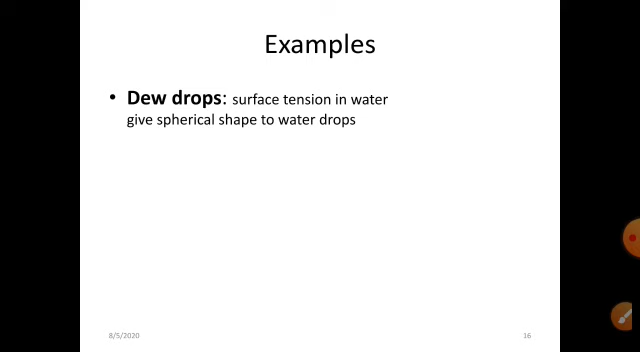 Examples
• Dew drops: surface tension in water
give spherical shape to water drops
8/5/2020
16